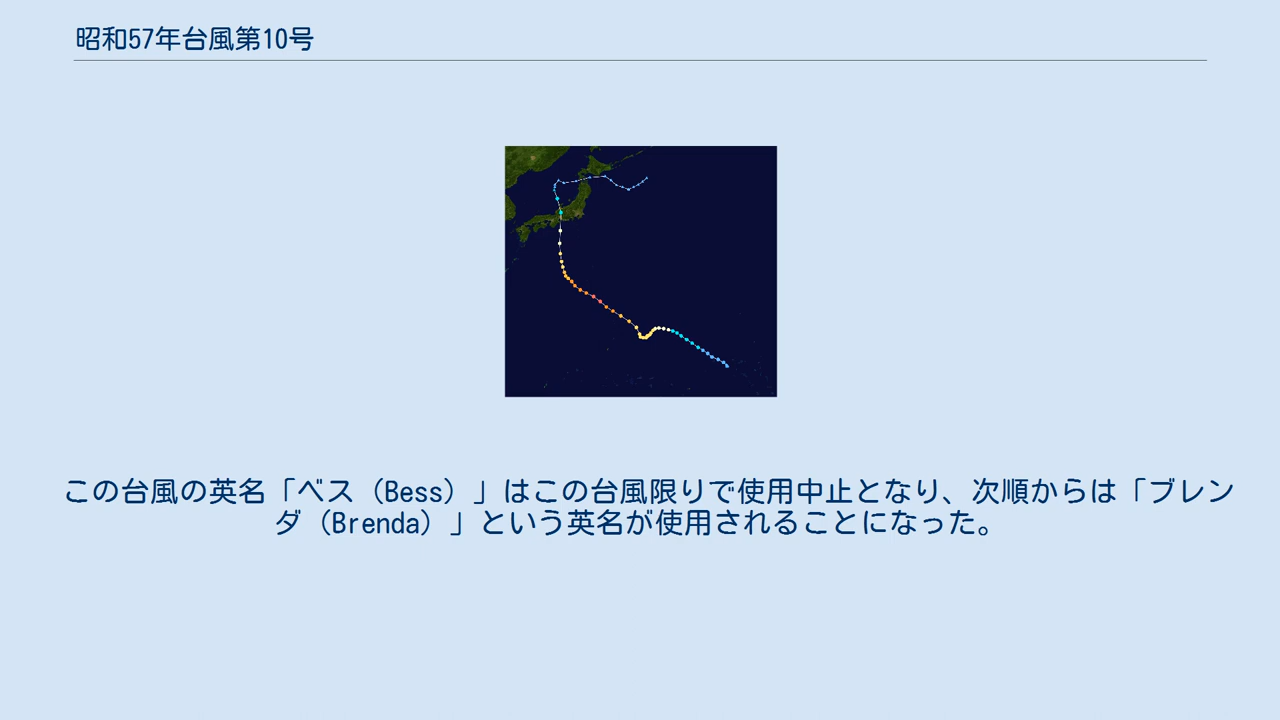 昭和57年台風第10号
この台風の英名「ベス（Bess）」はこの台風限りで使用中止となり、次順からは「ブレン
ダ（Brenda）」という英名が使用されることになった。